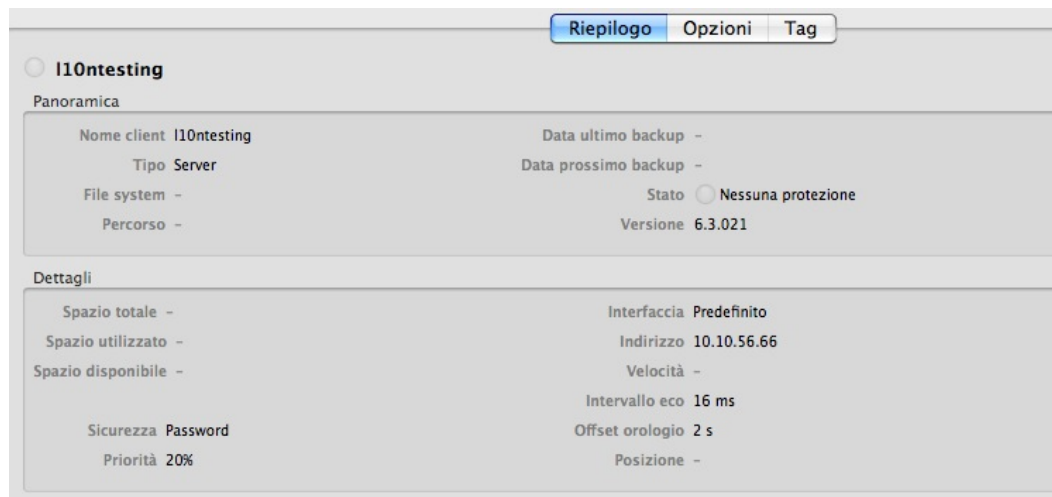 Riepilogo Opzioni Tag
l10ntesting
Panoramica
Nome client l10ntesting
Tipo Server
File system –
Percorso –
Data ultimo backup –
Data prossimo backup –
Stato Nessuna protezione
Versione 6.3.021
Dettagli
Spazio totale –
Spazio utilizzato –
Spazio disponibile –
Sicurezza Password
Priorità 20%
Interfaccia Predefinito
Indirizzo 10.10.56.66
Velocità –
Intervallo eco 16 ms
Offset orologio 2 s
Posizione –